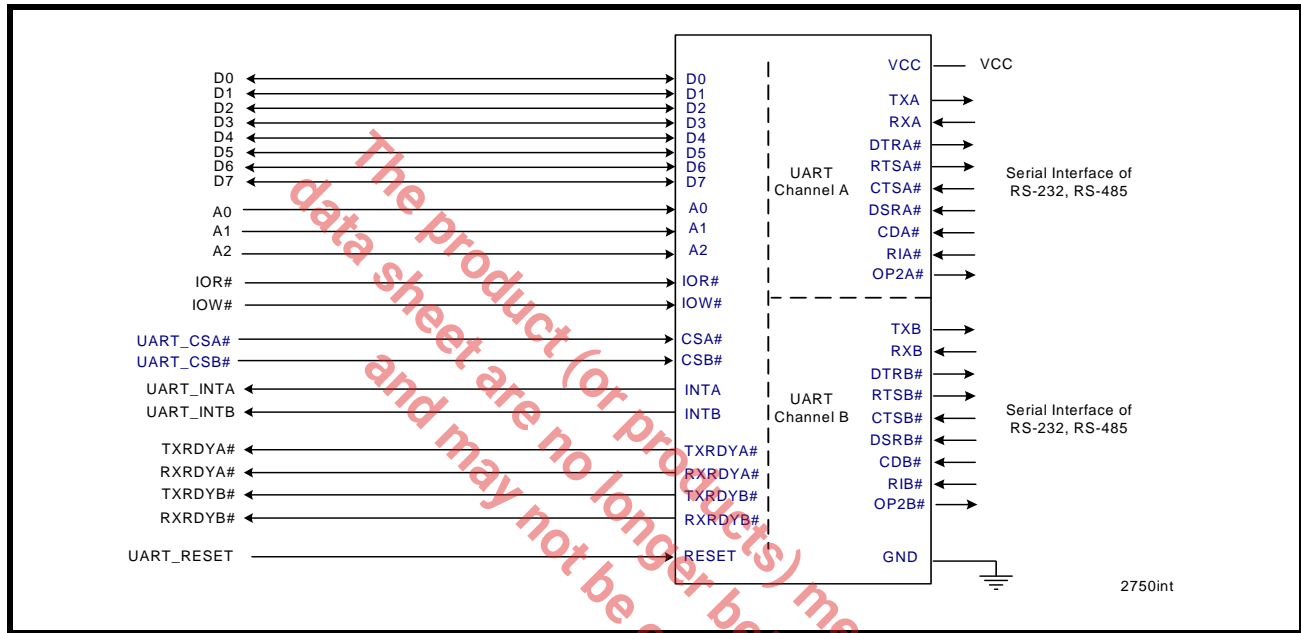 D0
D1
D2
D3
D4
D5
D6
D7
A0
A1
A2
IOR#
IOW#
UART_CSA#
UART_CSB#
UART_INTA
UART_INTB
TXRDYA#
RXRDYA#
TXRDYB#
RXRDYB#
UART_RESET
D0
D1
D2
D3
D4
D5
D6
D7
A0
A1
A2
IOR#
IOW#
CSA#
CSB#
INTA
INTB
TXRDYA#
RXRDYA#
TXRDYB#
RXRDYB#
RESET
UART
Channel A
UART
Channel B
VCC
TXA
RXA
DTRA#
RTSA#
CTSA#
DSRA#
CDA#
RIA#
OP2A#
TXB
RXB
DTRB#
RTSB#
CTSB#
DSRB#
CDB#
RIB#
OP2B#
GND
VCC
Serial Interface of
RS-232, RS-485
Serial Interface of
RS-232, RS-485
2750int
The product (or products) me
data sheet are no longer be
and may not be